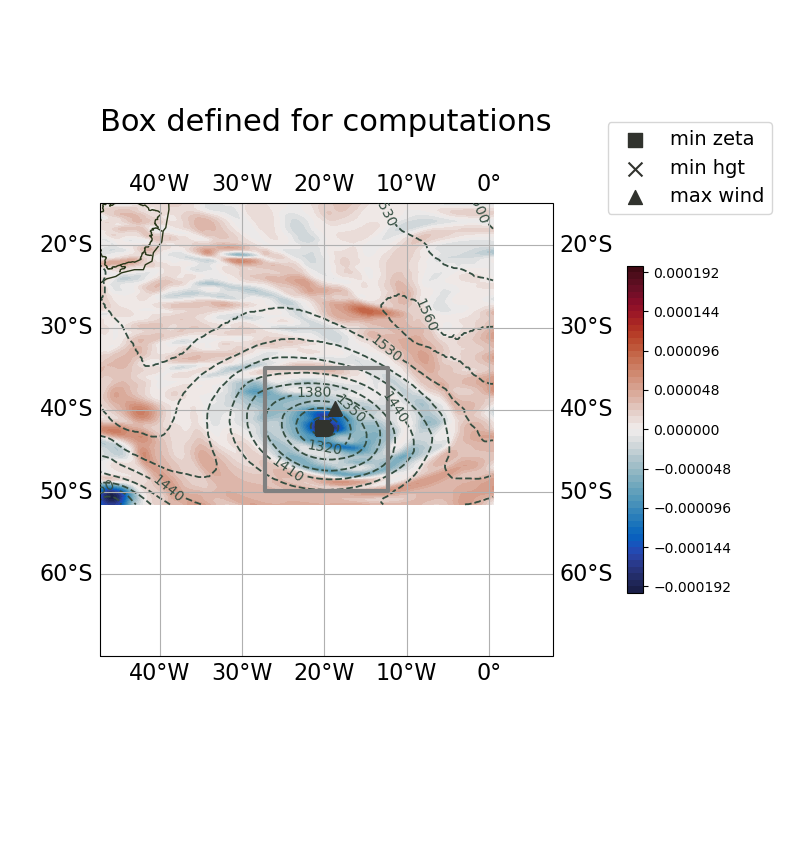 Box defined for computations
min zeta
min hgt
max wind
40°W 30°W 20°W 10°W 0°
20°S 20°S
30°S 30°S
40°S 40°S
50°S 50°S
60°S 60°S
40°W 30°W 20°W 10°W 0°
530
1560
1530
1380
1350
1440
1320
1410
1440
0.000192
0.000144
0.000096
0.000048
0.000000
−0.000048
−0.000096
−0.000144
−0.000192